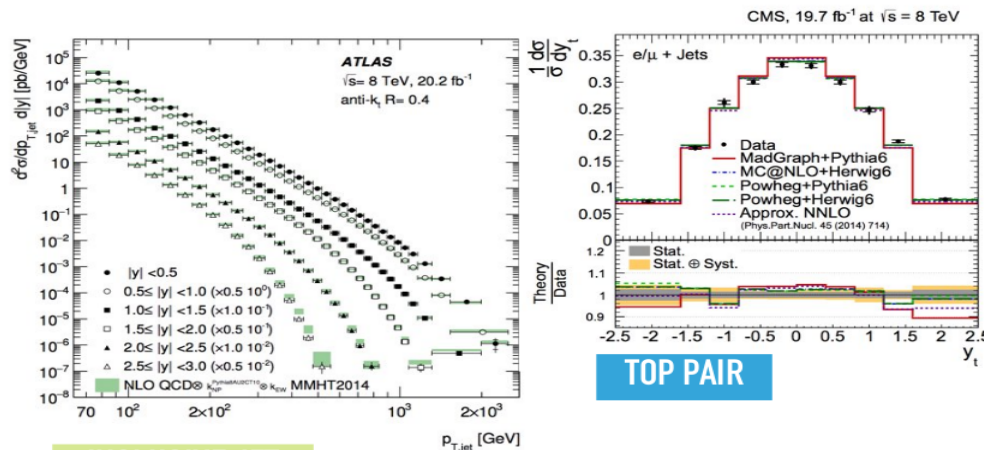 ATLAS
√s= 8 TeV, 20.2 fb⁻¹
anti-kₜ R= 0.4
d²σ/dp_T,jet d|y| [pb/GeV]
10⁵
10⁴
10³
10²
10
1
10⁻¹
10⁻²
10⁻³
10⁻⁴
10⁻⁵
10⁻⁶
10⁻⁷
|y| <0.5
0.5≤ |y| <1.0 (×0.5 10⁰)
1.0≤ |y| <1.5 (×1.0 10⁻¹)
1.5≤ |y| <2.0 (×0.5 10⁻¹)
2.0≤ |y| <2.5 (×1.0 10⁻²)
2.5≤ |y| <3.0 (×0.5 10⁻²)
NLO QCD⊗ ⊗ k_EW MMHT2014
70 10² 2×10² 10³ 2×10³
p_T,jet [GeV]
CMS, 19.7 fb⁻¹ at √s = 8 TeV
1 dσ
σ dyₜ
e/μ + Jets
0.35
0.3
0.25
0.2
0.15
0.1
0.05
0
Data
MadGraph+Pythia6
MC@NLO+Herwig6
Powheg+Pythia6
Powheg+Herwig6
Approx. NNLO
(Phys.Part.Nucl. 45 (2014) 714)
Theory
Data
1.2
1.1
1
0.9
Stat.
Stat. ⊕ Syst.
-2.5 -2 -1.5 -1 -0.5 0 0.5 1 1.5 2 2.5
yₜ
TOP PAIR